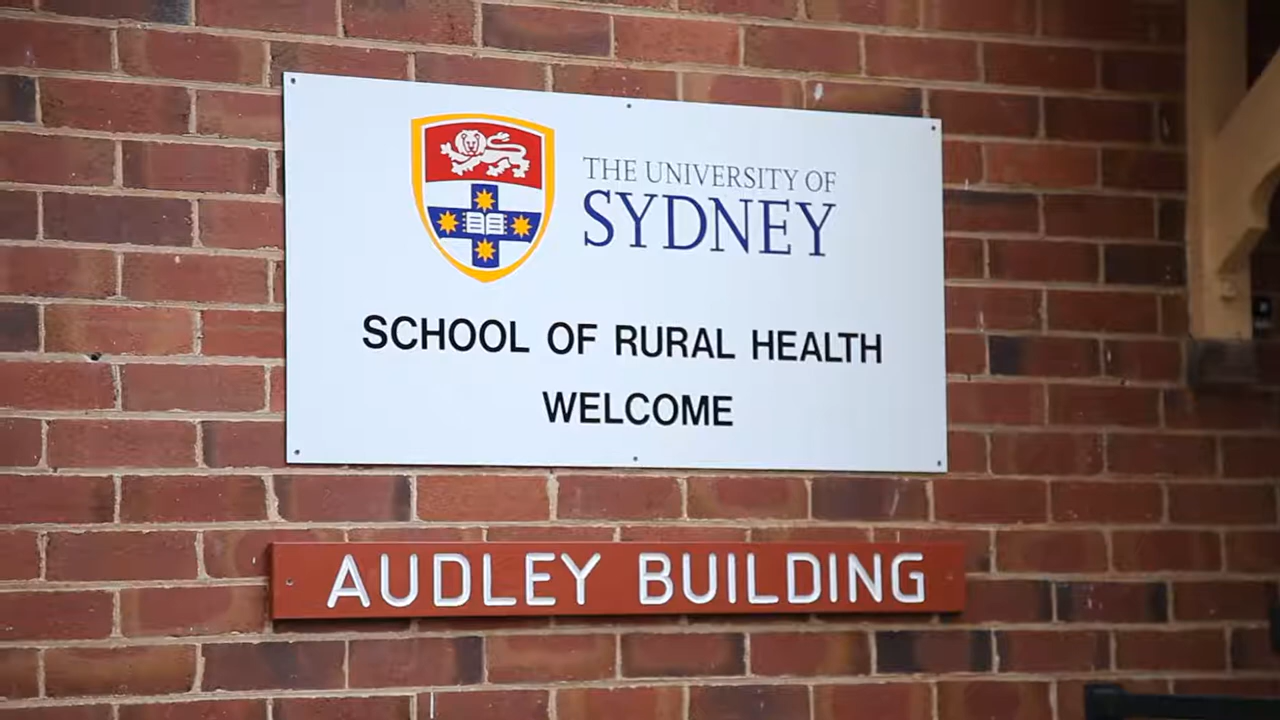 THE UNIVERSITY OF
SYDNEY
SCHOOL OF RURAL HEALTH
WELCOME
AUDLEY BUILDING